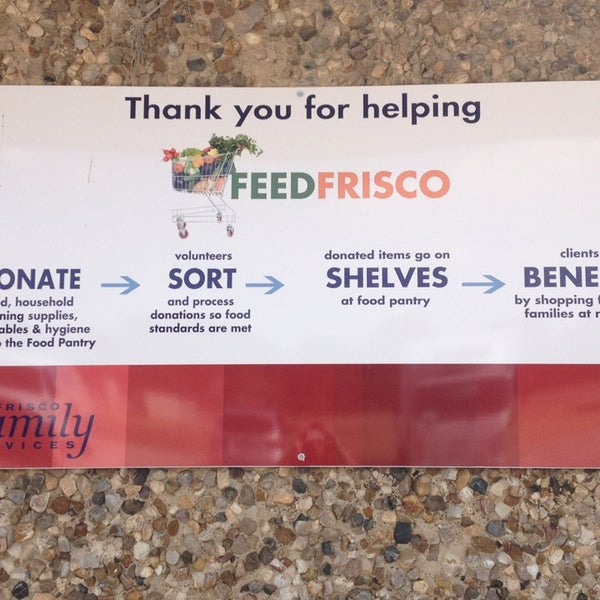 Thank you for helping
FEEDFRISCO
ONATE
d, household
ning supplies,
ables & hygiene
o the Food Pantry
volunteers
SORT
and process
donations so food
standards are met
donated items go on
SHELVES
at food pantry
clients
BENE
by shopping f
families at n
FRISCO
amily
VICES